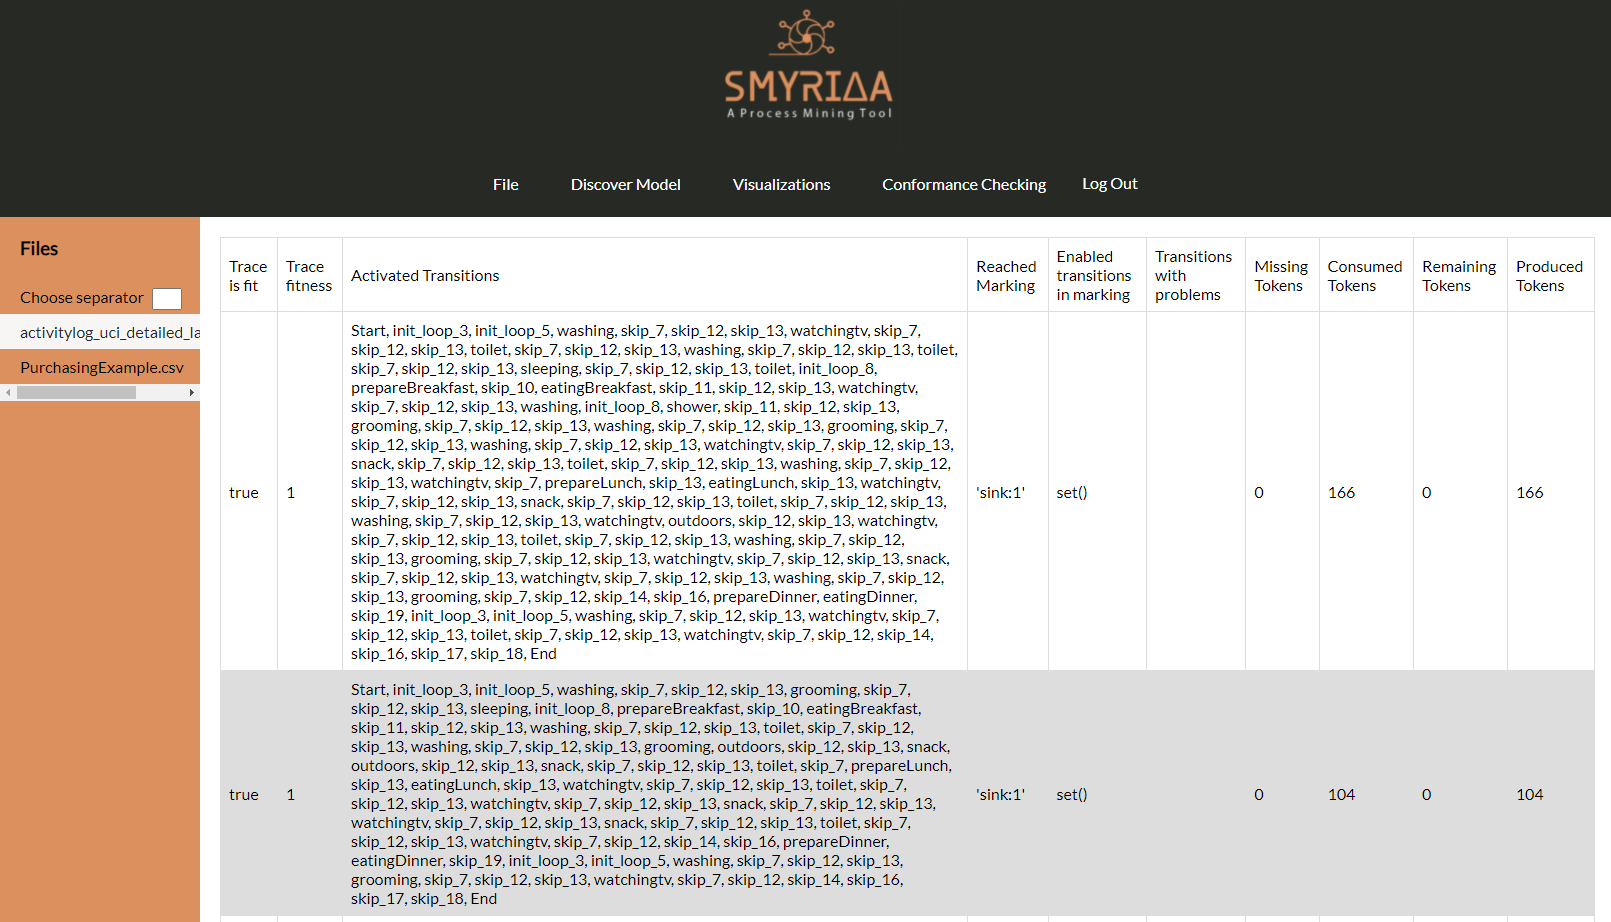 SMYRIΔA
A Process Mining Tool
File
Discover Model
Visualizations
Conformance Checking
Log Out
Files
Choose separator
activitylog_uci_detailed_la
PurchasingExample.csv
Trace
is fit
Trace
fitness
Activated Transitions
Reached
Marking
Enabled
transitions
in marking
Transitions
with
problems
Missing
Tokens
Consumed
Tokens
Remaining
Tokens
Produced
Tokens
true
1
Start, init_loop_3, init_loop_5, washing, skip_7, skip_12, skip_13, watchingtv, skip_7,
skip_12, skip_13, toilet, skip_7, skip_12, skip_13, washing, skip_7, skip_12, skip_13, toilet,
skip_7, skip_12, skip_13, sleeping, skip_7, skip_12, skip_13, toilet, init_loop_8,
prepareBreakfast, skip_10, eatingBreakfast, skip_11, skip_12, skip_13, watchingtv,
skip_7, skip_12, skip_13, washing, init_loop_8, shower, skip_11, skip_12, skip_13,
grooming, skip_7, skip_12, skip_13, washing, skip_7, skip_12, skip_13, grooming, skip_7,
skip_12, skip_13, washing, skip_7, skip_12, skip_13, watchingtv, skip_7, skip_12, skip_13,
snack, skip_7, skip_12, skip_13, toilet, skip_7, skip_12, skip_13, washing, skip_7, skip_12,
skip_13, watchingtv, skip_7, prepareLunch, skip_13, eatingLunch, skip_13, watchingtv,
skip_7, skip_12, skip_13, snack, skip_7, skip_12, skip_13, toilet, skip_7, skip_12, skip_13,
washing, skip_7, skip_12, skip_13, watchingtv, outdoors, skip_12, skip_13, watchingtv,
skip_7, skip_12, skip_13, toilet, skip_7, skip_12, skip_13, washing, skip_7, skip_12,
skip_13, grooming, skip_7, skip_12, skip_13, watchingtv, skip_7, skip_12, skip_13, snack,
skip_7, skip_12, skip_13, watchingtv, skip_7, skip_12, skip_13, washing, skip_7, skip_12,
skip_13, grooming, skip_7, skip_12, skip_14, skip_16, prepareDinner, eatingDinner,
skip_19, init_loop_3, init_loop_5, washing, skip_7, skip_12, skip_13, watchingtv, skip_7,
skip_12, skip_13, toilet, skip_7, skip_12, skip_13, watchingtv, skip_7, skip_12, skip_14,
skip_16, skip_17, skip_18, End
'sink:1'
set()
0
166
0
166
true
1
Start, init_loop_3, init_loop_5, washing, skip_7, skip_12, skip_13, grooming, skip_7,
skip_12, skip_13, sleeping, init_loop_8, prepareBreakfast, skip_10, eatingBreakfast,
skip_11, skip_12, skip_13, washing, skip_7, skip_12, skip_13, toilet, skip_7, skip_12,
skip_13, washing, skip_7, skip_12, skip_13, grooming, outdoors, skip_12, skip_13, snack,
outdoors, skip_12, skip_13, snack, skip_7, skip_12, skip_13, toilet, skip_7, prepareLunch,
skip_13, eatingLunch, skip_13, watchingtv, skip_7, skip_12, skip_13, toilet, skip_7,
skip_12, skip_13, watchingtv, skip_7, skip_12, skip_13, snack, skip_7, skip_12, skip_13,
watchingtv, skip_7, skip_12, skip_13, snack, skip_7, skip_12, skip_13, toilet, skip_7,
skip_12, skip_13, watchingtv, skip_7, skip_12, skip_14, skip_16, prepareDinner,
eatingDinner, skip_19, init_loop_3, init_loop_5, washing, skip_7, skip_12, skip_13,
grooming, skip_7, skip_12, skip_13, watchingtv, skip_7, skip_12, skip_14, skip_16,
skip_17, skip_18, End
'sink:1'
set()
0
104
0
104